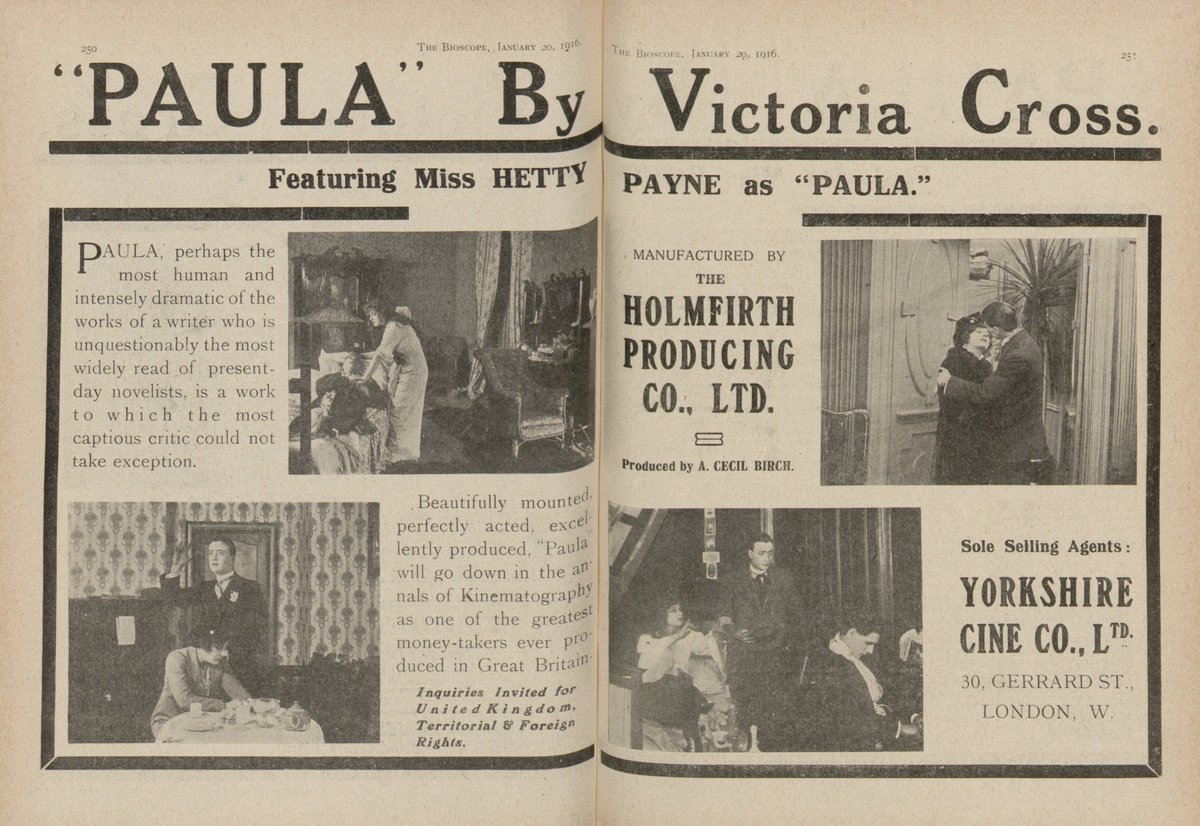 250
The Bioscope, January 20, 1916.
"PAULA" By
Featuring Miss HETTY
PAULA, perhaps the
most human and
intensely dramatic of the
works of a writer who is
unquestionably the most
widely read of present-
day novelists, is a work
to which the most
captious critic could not
take exception.
Beautifully mounted,
perfectly acted, excel-
lently produced, "Paula"
will go down in the an-
nals of Kinematography
as one of the greatest
money-takers ever pro-
duced in Great Britain.
Inquiries Invited for
United Kingdom,
Territorial & Foreign
Rights.
The Bioscope, January 20, 1916.
251
Victoria Cross.
PAYNE as "PAULA."
MANUFACTURED BY
THE
HOLMFIRTH
PRODUCING
CO., LTD.
Produced by A. CECIL BIRCH.
Sole Selling Agents:
YORKSHIRE
CINE CO., LTD.
30, GERRARD ST.,
LONDON, W.